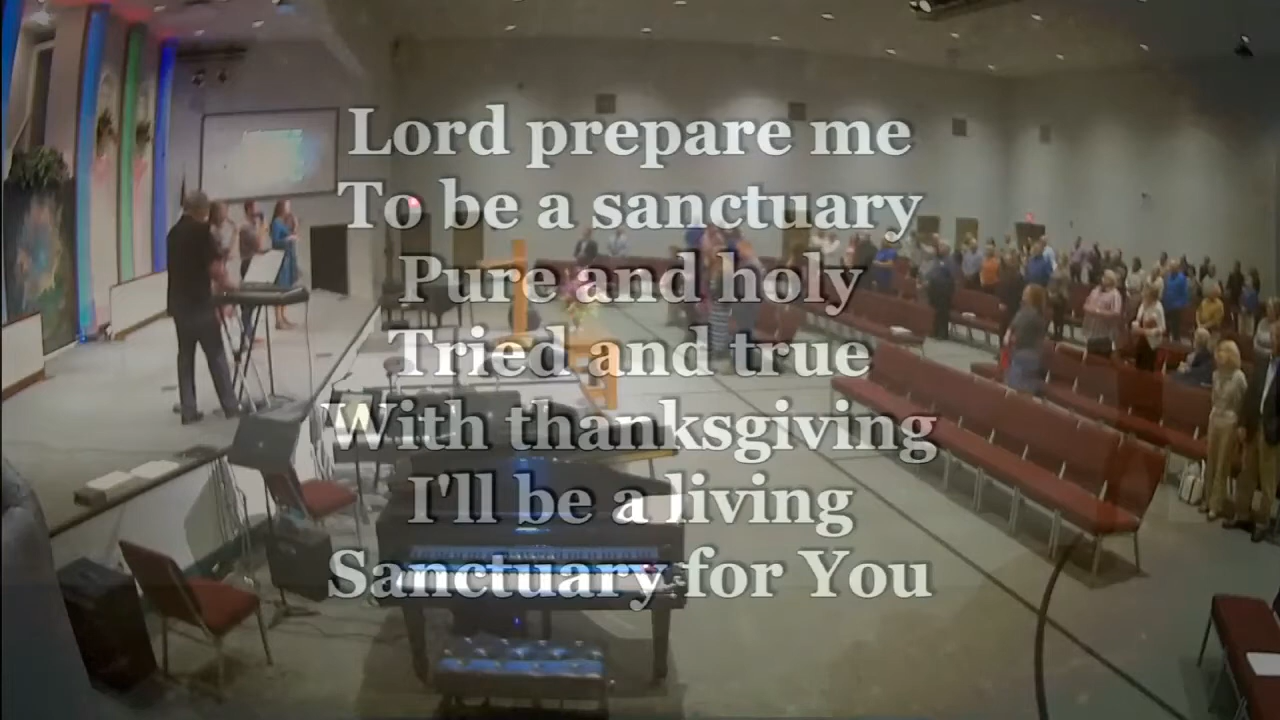 Lord prepare me
To be a sanctuary
Pure and holy
Tried and true
With thanksgiving
I'll be a living
Sanctuary for You